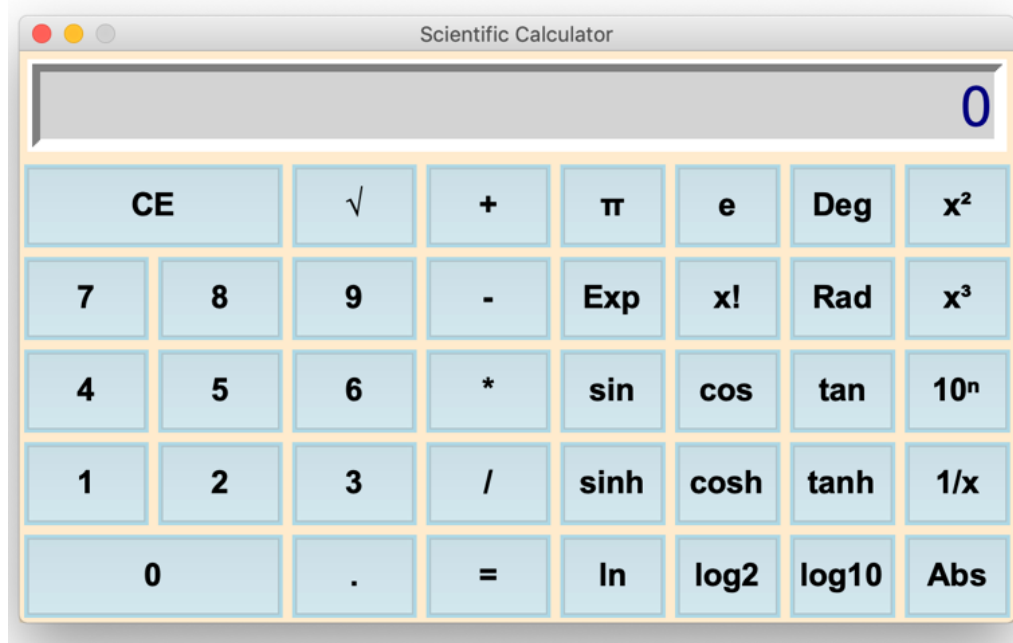 Scientific Calculator
0
CE √ + π e Deg x²
7 8 9 - Exp x! Rad x³
4 5 6 * sin cos tan 10ⁿ
1 2 3 / sinh cosh tanh 1/x
0 . = ln log2 log10 Abs